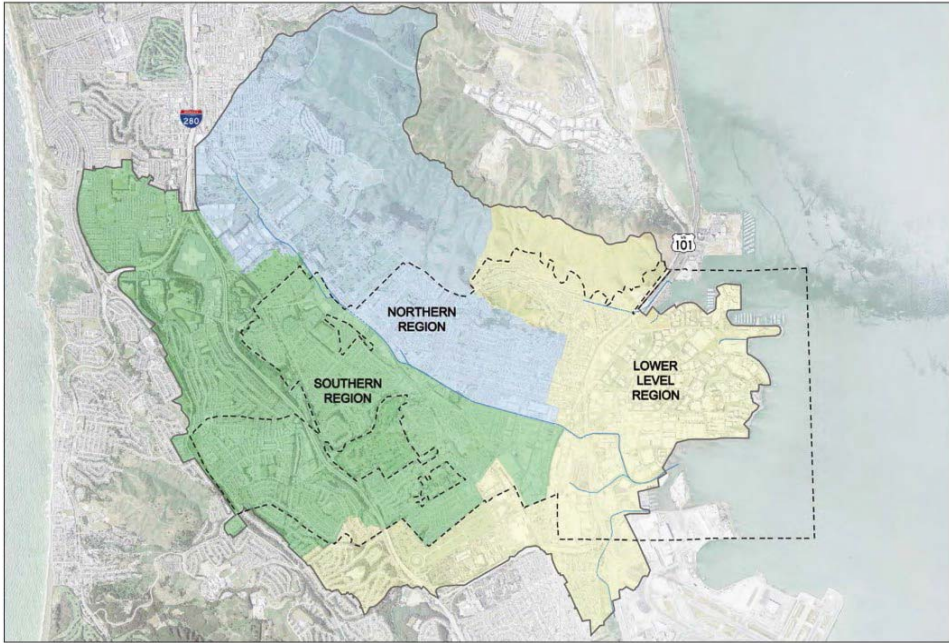 280
101
NORTHERN
REGION
SOUTHERN
REGION
LOWER
LEVEL
REGION